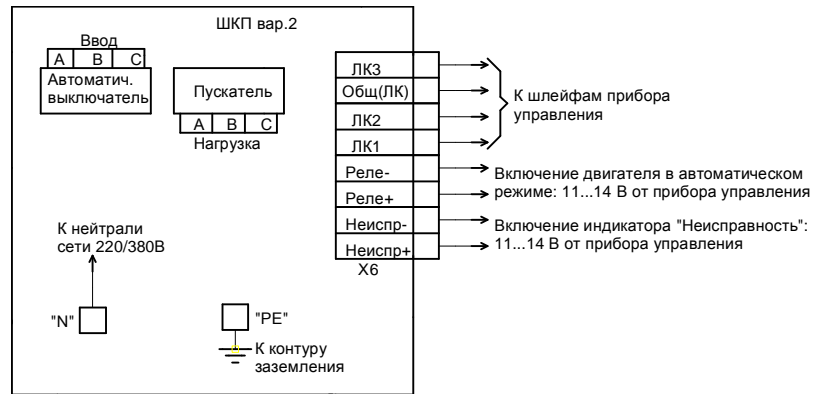 ШКП вар.2
Ввод
A B C
Автоматич.
выключатель
Пускатель
A B C
Нагрузка
ЛК3
Общ(ЛК)
ЛК2
ЛК1
Реле-
Реле+
Неиспр-
Неиспр+
X6
К шлейфам прибора
управления
Включение двигателя в автоматическом
режиме: 11...14 В от прибора управления
Включение индикатора "Неисправность":
11...14 В от прибора управления
К нейтрали
сети 220/380В
"N"
"PE"
К контуру
заземления